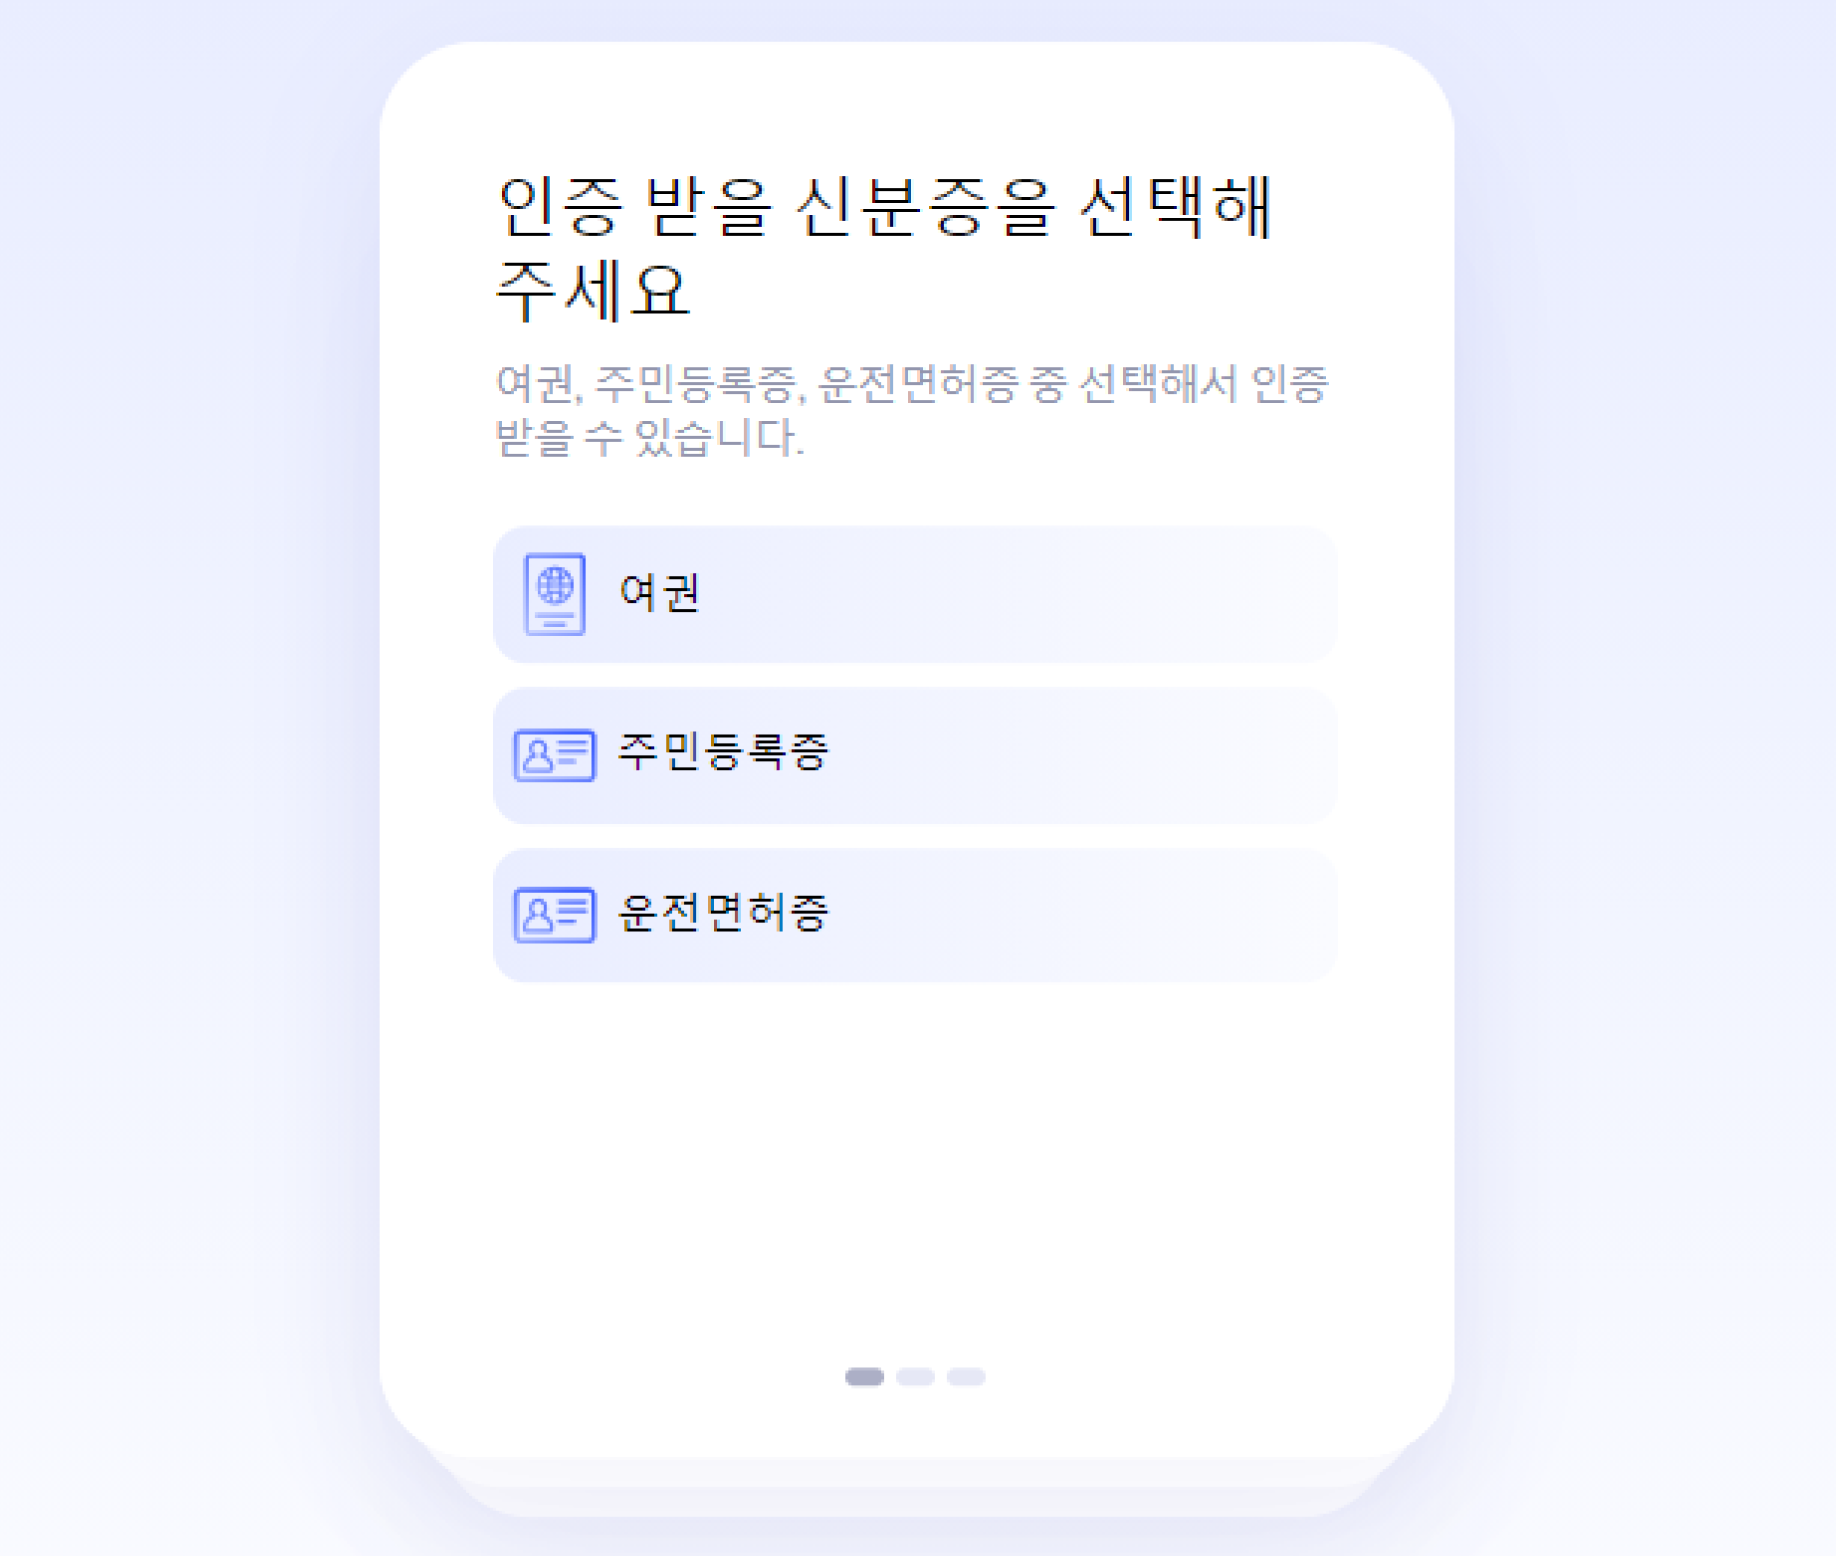 인증 받을 신분증을 선택해
주세요
여권, 주민등록증, 운전면허증 중 선택해서 인증
받을 수 있습니다.
여권
주민등록증
운전면허증